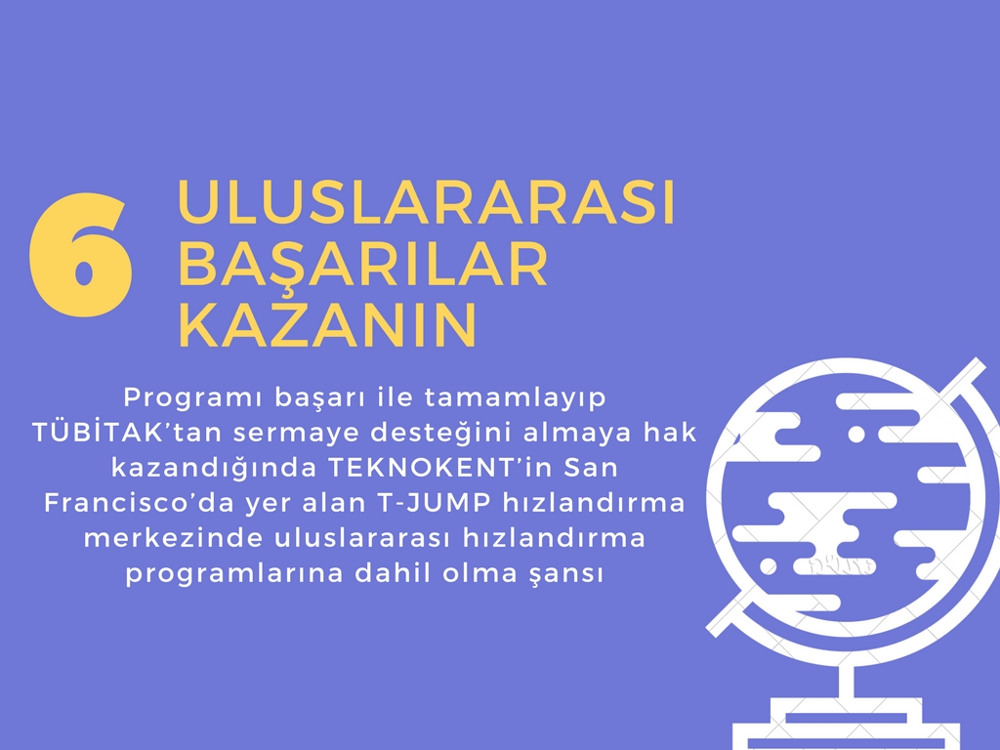 6
ULUSLARARASI
BAŞARILAR
KAZANIN
Programı başarı ile tamamlayıp
TÜBİTAK’tan sermaye desteğini almaya hak
kazandığında TEKNOKENT’in San
Francisco’da yer alan T-JUMP hızlandırma
merkezinde uluslararası hızlandırma
programlarına dahil olma şansı